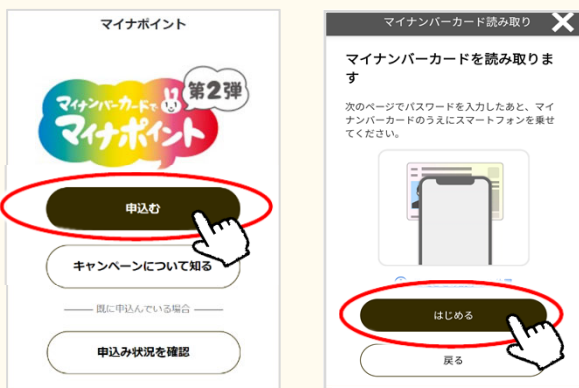 マイナポイント
マイナンバーカードで
マイナポイント
第2弾
申込む
キャンペーンについて知る
既に申込んでいる場合
申込み状況を確認
マイナンバーカード読み取り
マイナンバーカードを読み取りま
す
次のページでパスワードを入力したあと、マイ
ナンバーカードのうえにスマートフォンを乗せ
てください。
はじめる
戻る